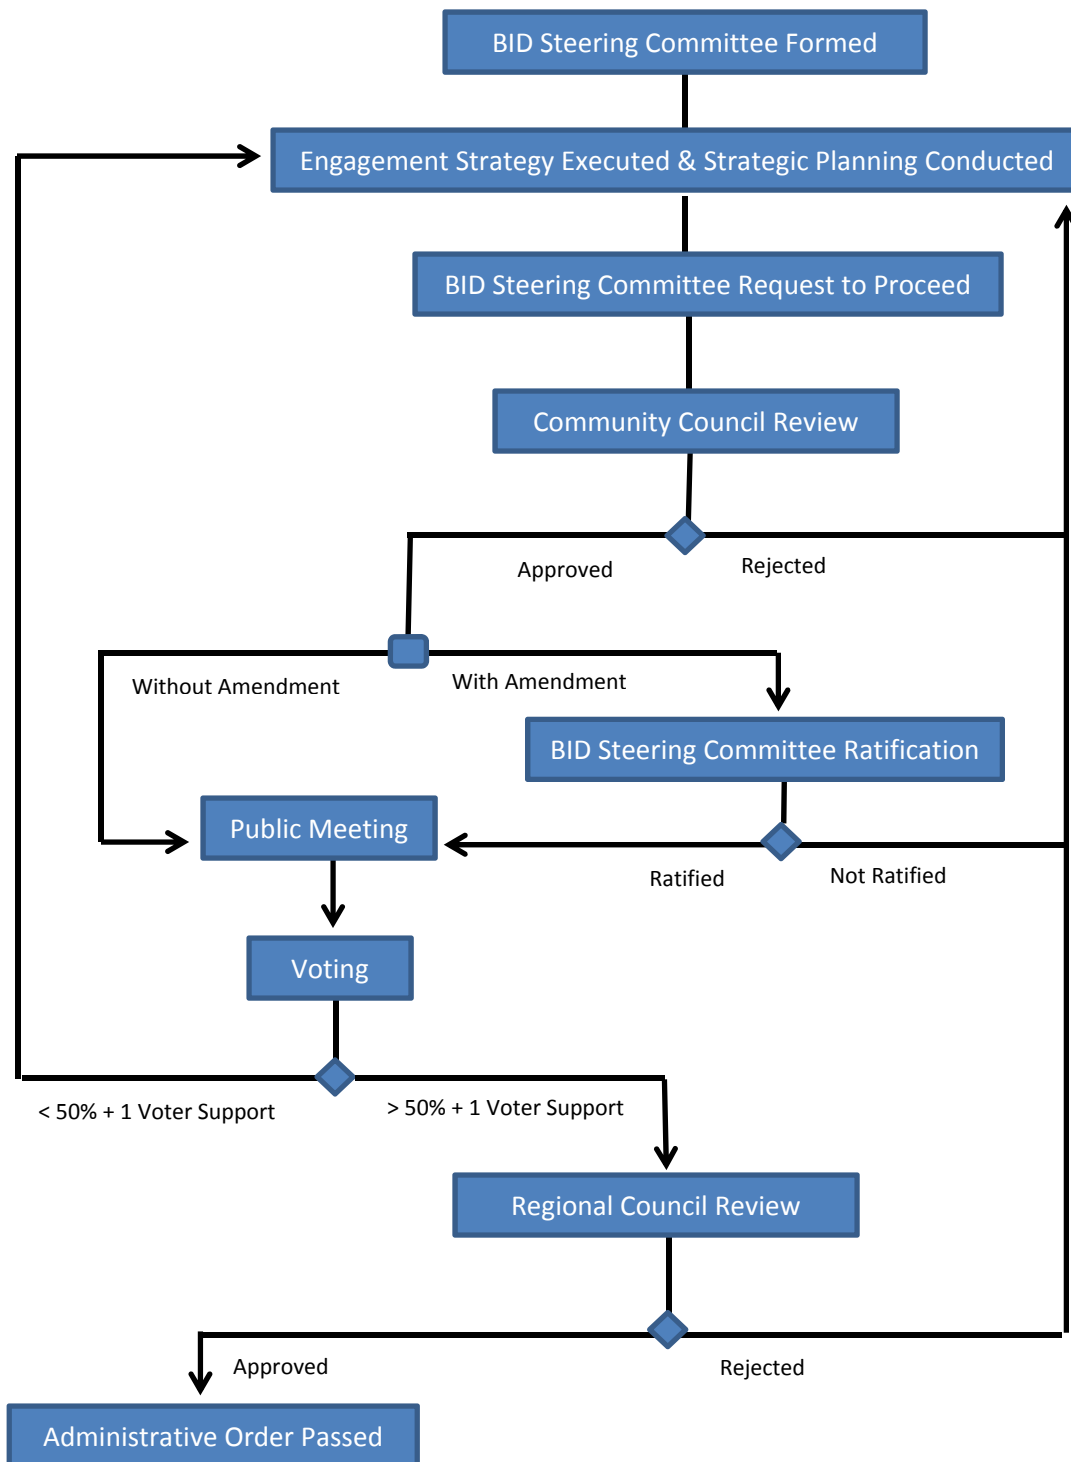 BID Steering Committee Formed
Engagement Strategy Executed & Strategic Planning Conducted
BID Steering Committee Request to Proceed
Community Council Review
Approved
Rejected
Without Amendment
With Amendment
BID Steering Committee Ratification
Public Meeting
Ratified
Not Ratified
Voting
< 50% + 1 Voter Support
> 50% + 1 Voter Support
Regional Council Review
Approved
Rejected
Administrative Order Passed